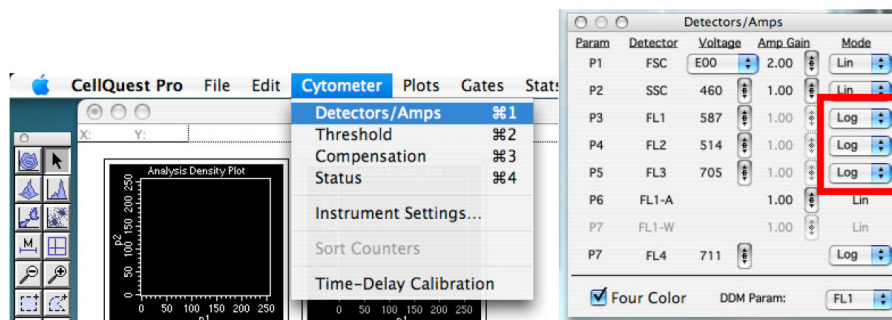 CellQuest Pro File Edit Cytometer Plots Gates Stats
X: Y:
Detectors/Amps ⌘1
Threshold ⌘2
Compensation ⌘3
Status ⌘4
Instrument Settings...
Sort Counters
Time-Delay Calibration
Analysis Density Plot
p2
0 50 100 150 200 250
0 50 100 150 200 250
p1
0 50 100 150 200 250
p1
M
Detectors/Amps
Param Detector Voltage Amp Gain Mode
P1 FSC E00 2.00 Lin
P2 SSC 460 1.00 Lin
P3 FL1 587 1.00 Log
P4 FL2 514 1.00 Log
P5 FL3 705 1.00 Log
P6 FL1-A 1.00 Lin
P7 FL1-W 1.00 Lin
P7 FL4 711 Log
Four Color DDM Param: FL1